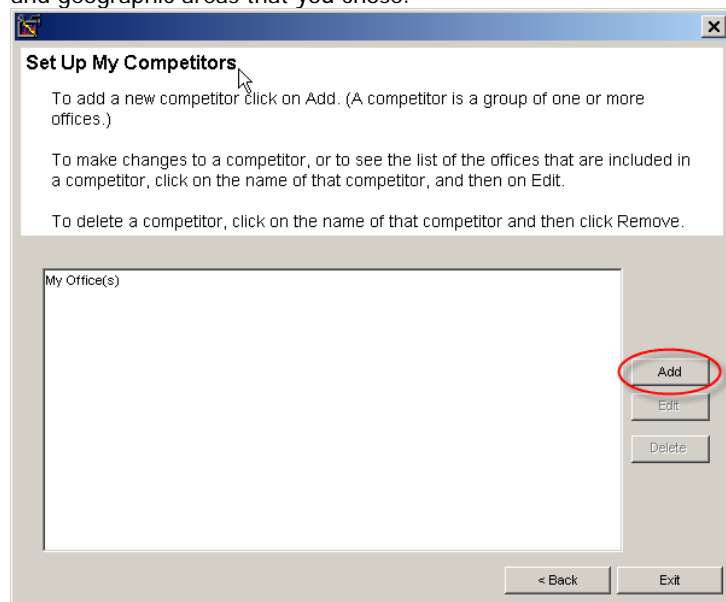 and geographic areas that you chose.
Set Up My Competitors
To add a new competitor click on Add. (A competitor is a group of one or more
offices.)
To make changes to a competitor, or to see the list of the offices that are included in
a competitor, click on the name of that competitor, and then on Edit.
To delete a competitor, click on the name of that competitor and then click Remove.
My Office(s)
Add
Edit
Delete
< Back
Exit